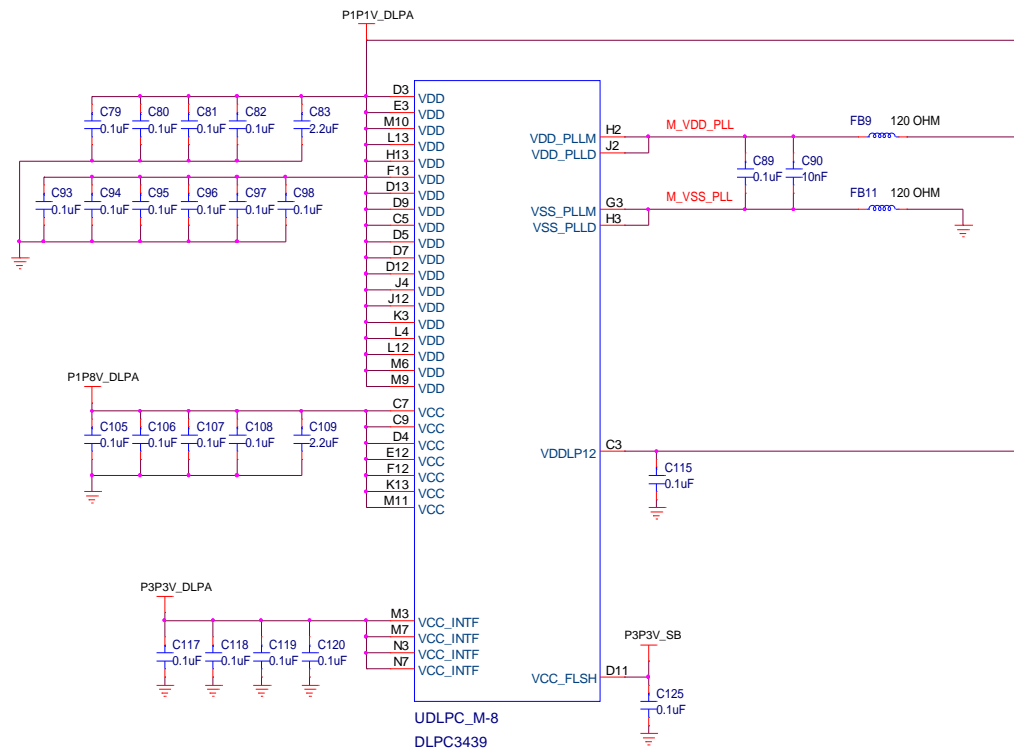 P1P1V_DLPA
C79
0.1uF
C80
0.1uF
C81
0.1uF
C82
0.1uF
C83
2.2uF
C93
0.1uF
C94
0.1uF
C95
0.1uF
C96
0.1uF
C97
0.1uF
C98
0.1uF
D3 VDD
E3 VDD
M10 VDD
L13 VDD
H13 VDD
F13 VDD
D13 VDD
D9 VDD
C5 VDD
D5 VDD
D7 VDD
D12 VDD
J4 VDD
J12 VDD
K3 VDD
L4 VDD
L12 VDD
M6 VDD
M9 VDD
VDD_PLLM H2
VDD_PLLD J2
M_VDD_PLL
FB9 120 OHM
C89
0.1uF
C90
10nF
VSS_PLLM G3
VSS_PLLD H3
M_VSS_PLL
FB11 120 OHM
P1P8V_DLPA
C105
0.1uF
C106
0.1uF
C107
0.1uF
C108
0.1uF
C109
2.2uF
C7 VCC
C9 VCC
D4 VCC
E12 VCC
F12 VCC
K13 VCC
M11 VCC
VDDLP12 C3
C115
0.1uF
P3P3V_DLPA
C117
0.1uF
C118
0.1uF
C119
0.1uF
C120
0.1uF
M3 VCC_INTF
M7 VCC_INTF
N3 VCC_INTF
N7 VCC_INTF
P3P3V_SB
VCC_FLSH D11
C125
0.1uF
UDLPC_M-8
DLPC3439